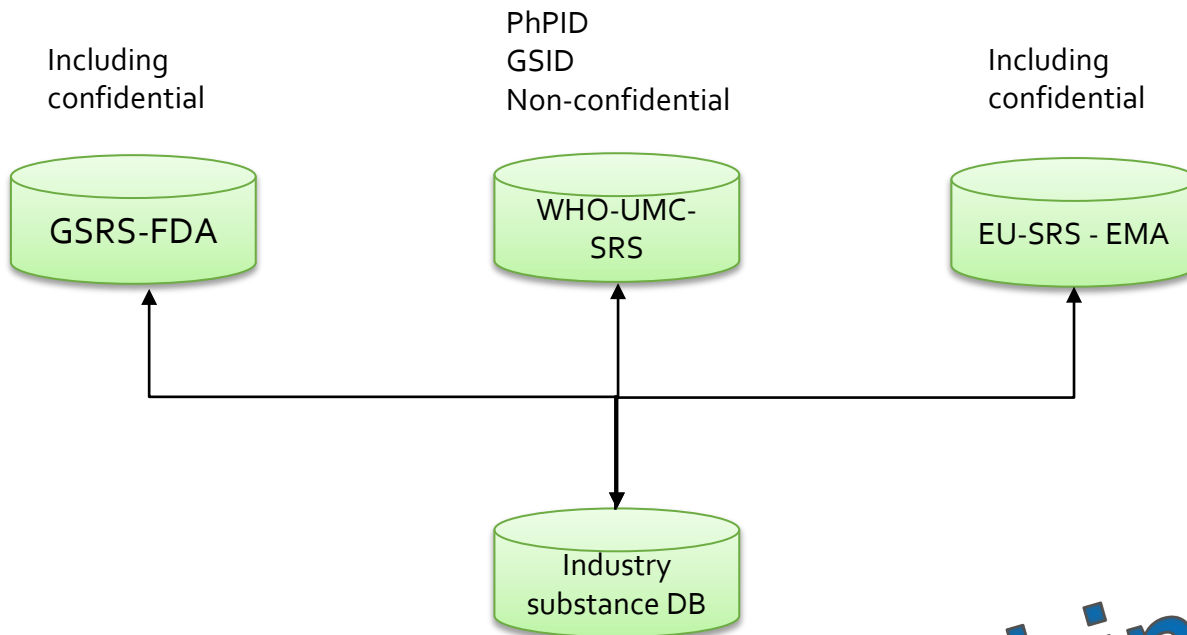 Including
confidential
PhPID
GSID
Non-confidential
Including
confidential
GSRS-FDA
WHO-UMC-
SRS
EU-SRS - EMA
Industry
substance DB